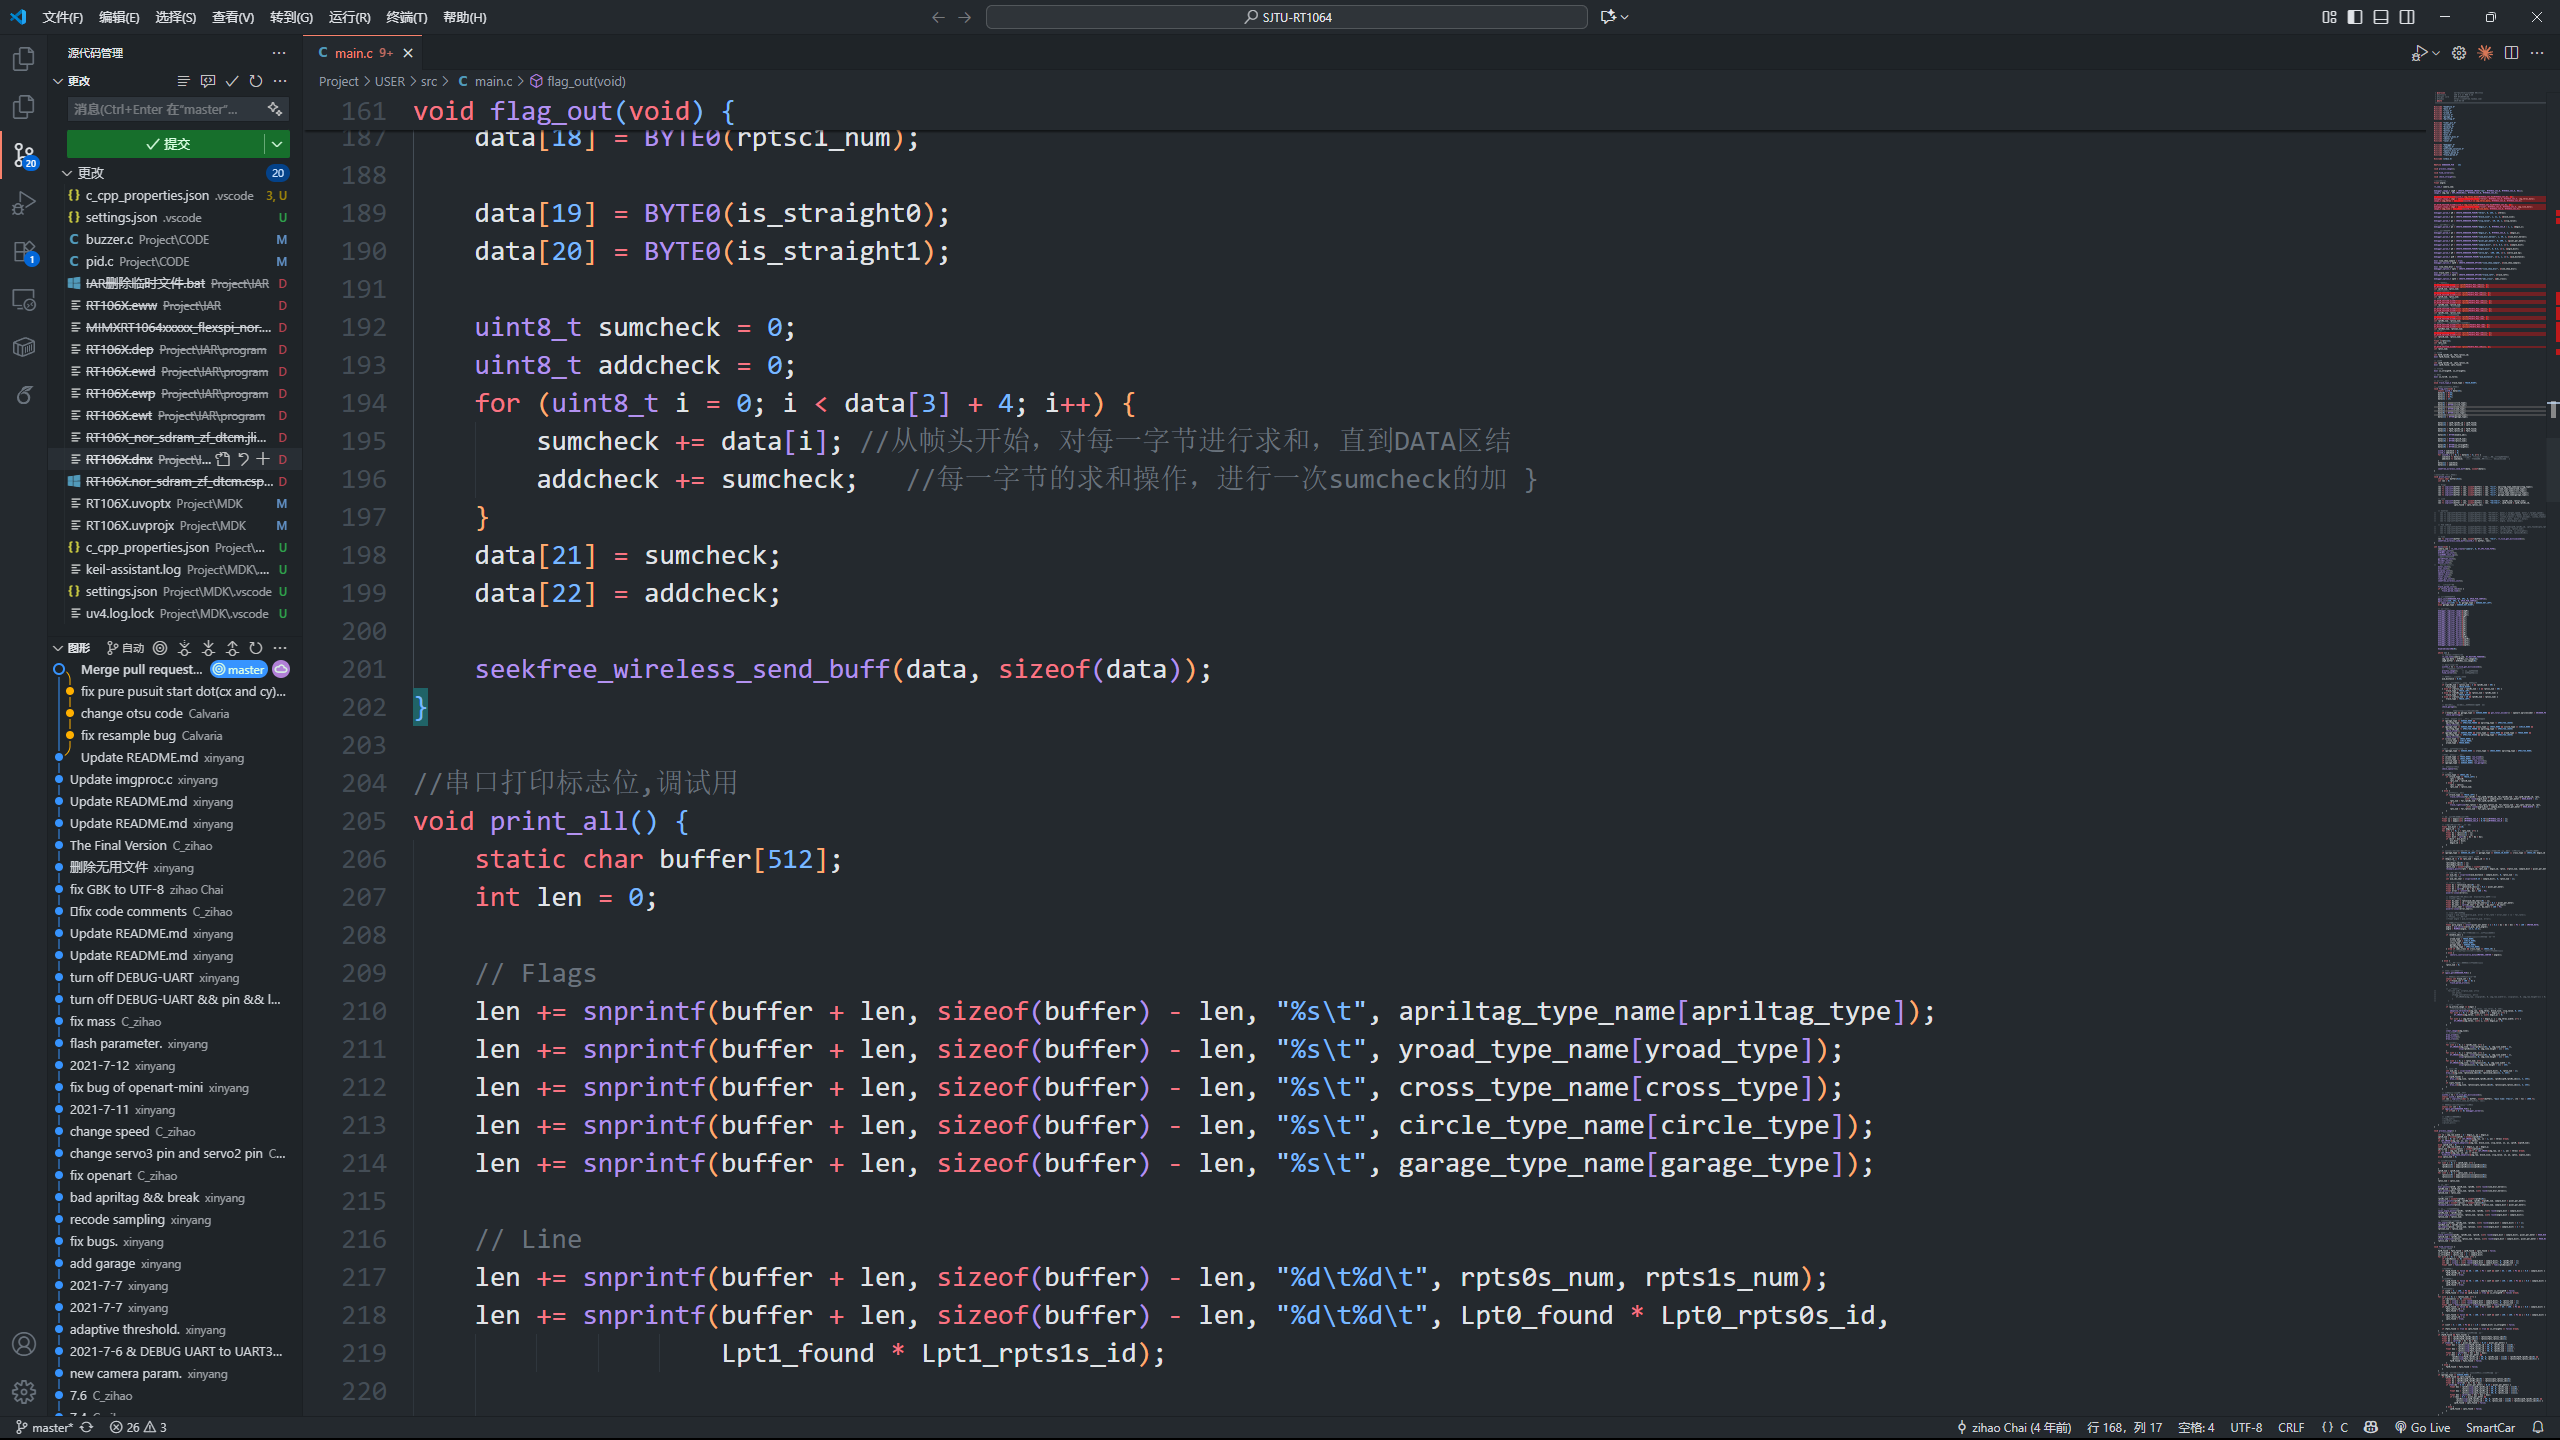 文件(F) 编辑(E) 选择(S) 查看(V) 转到(G) 运行(R) 终端(T) 帮助(H)
SJTU-RT1064
源代码管理
更改
消息(Ctrl+Enter 在"master"...
提交
更改 20
c_cpp_properties.json .vscode 3, U
settings.json .vscode U
buzzer.c Project\CODE M
pid.c Project\CODE M
IAR删除临时文件.bat Project\IAR D
RT106X.eww Project\IAR D
MIMXRT1064xxxxx_flexspi_nor.... D
RT106X.dep Project\IAR\program D
RT106X.ewd Project\IAR\program D
RT106X.ewp Project\IAR\program D
RT106X.ewt Project\IAR\program D
RT106X_nor_sdram_zf_dtcm.jli... D
RT106X.dnx Project\I... D
RT106X.nor_sdram_zf_dtcm.csp... D
RT106X.uvoptx Project\MDK M
RT106X.uvprojx Project\MDK M
c_cpp_properties.json Project\... U
keil-assistant.log Project\MDK\.... U
settings.json Project\MDK\.vscode U
uv4.log.lock Project\MDK\.vscode U
图形 自动
Merge pull request... master
fix pure pusuit start dot(cx and cy)...
change otsu code Calvaria
fix resample bug Calvaria
Update README.md xinyang
Update imgproc.c xinyang
Update README.md xinyang
Update README.md xinyang
The Final Version C_zihao
删除无用文件 xinyang
fix GBK to UTF-8 zihao Chai
fix code comments C_zihao
Update README.md xinyang
Update README.md xinyang
turn off DEBUG-UART xinyang
turn off DEBUG-UART && pin && l...
fix mass C_zihao
flash parameter. xinyang
2021-7-12 xinyang
fix bug of openart-mini xinyang
2021-7-11 xinyang
change speed C_zihao
change servo3 pin and servo2 pin C...
fix openart C_zihao
bad apriltag && break xinyang
recode sampling xinyang
fix bugs. xinyang
add garage xinyang
2021-7-7 xinyang
2021-7-7 xinyang
adaptive threshold. xinyang
2021-7-6 & DEBUG UART to UART3...
new camera param. xinyang
7.6 C_zihao
20
1
main.c 9+
Project > USER > src > main.c > flag_out(void)
161 void flag_out(void) {
187 data[18] = BYTE0(rptsc1_num);
188
189 data[19] = BYTE0(is_straight0);
190 data[20] = BYTE0(is_straight1);
191
192 uint8_t sumcheck = 0;
193 uint8_t addcheck = 0;
194 for (uint8_t i = 0; i < data[3] + 4; i++) {
195 sumcheck += data[i]; //从帧头开始，对每一字节进行求和，直到DATA区结
196 addcheck += sumcheck; //每一字节的求和操作，进行一次sumcheck的加 }
197 }
198 data[21] = sumcheck;
199 data[22] = addcheck;
200
201 seekfree_wireless_send_buff(data, sizeof(data));
202 }
203
204 //串口打印标志位,调试用
205 void print_all() {
206 static char buffer[512];
207 int len = 0;
208
209 // Flags
210 len += snprintf(buffer + len, sizeof(buffer) - len, "%s\t", apriltag_type_name[apriltag_type]);
211 len += snprintf(buffer + len, sizeof(buffer) - len, "%s\t", yroad_type_name[yroad_type]);
212 len += snprintf(buffer + len, sizeof(buffer) - len, "%s\t", cross_type_name[cross_type]);
213 len += snprintf(buffer + len, sizeof(buffer) - len, "%s\t", circle_type_name[circle_type]);
214 len += snprintf(buffer + len, sizeof(buffer) - len, "%s\t", garage_type_name[garage_type]);
215
216 // Line
217 len += snprintf(buffer + len, sizeof(buffer) - len, "%d\t%d\t", rpts0s_num, rpts1s_num);
218 len += snprintf(buffer + len, sizeof(buffer) - len, "%d\t%d\t", Lpt0_found * Lpt0_rpts0s_id,
219 Lpt1_found * Lpt1_rpts1s_id);
220
master* 26 3 zihao Chai (4 年前) 行 168，列 17 空格: 4 UTF-8 CRLF {} C Go Live SmartCar